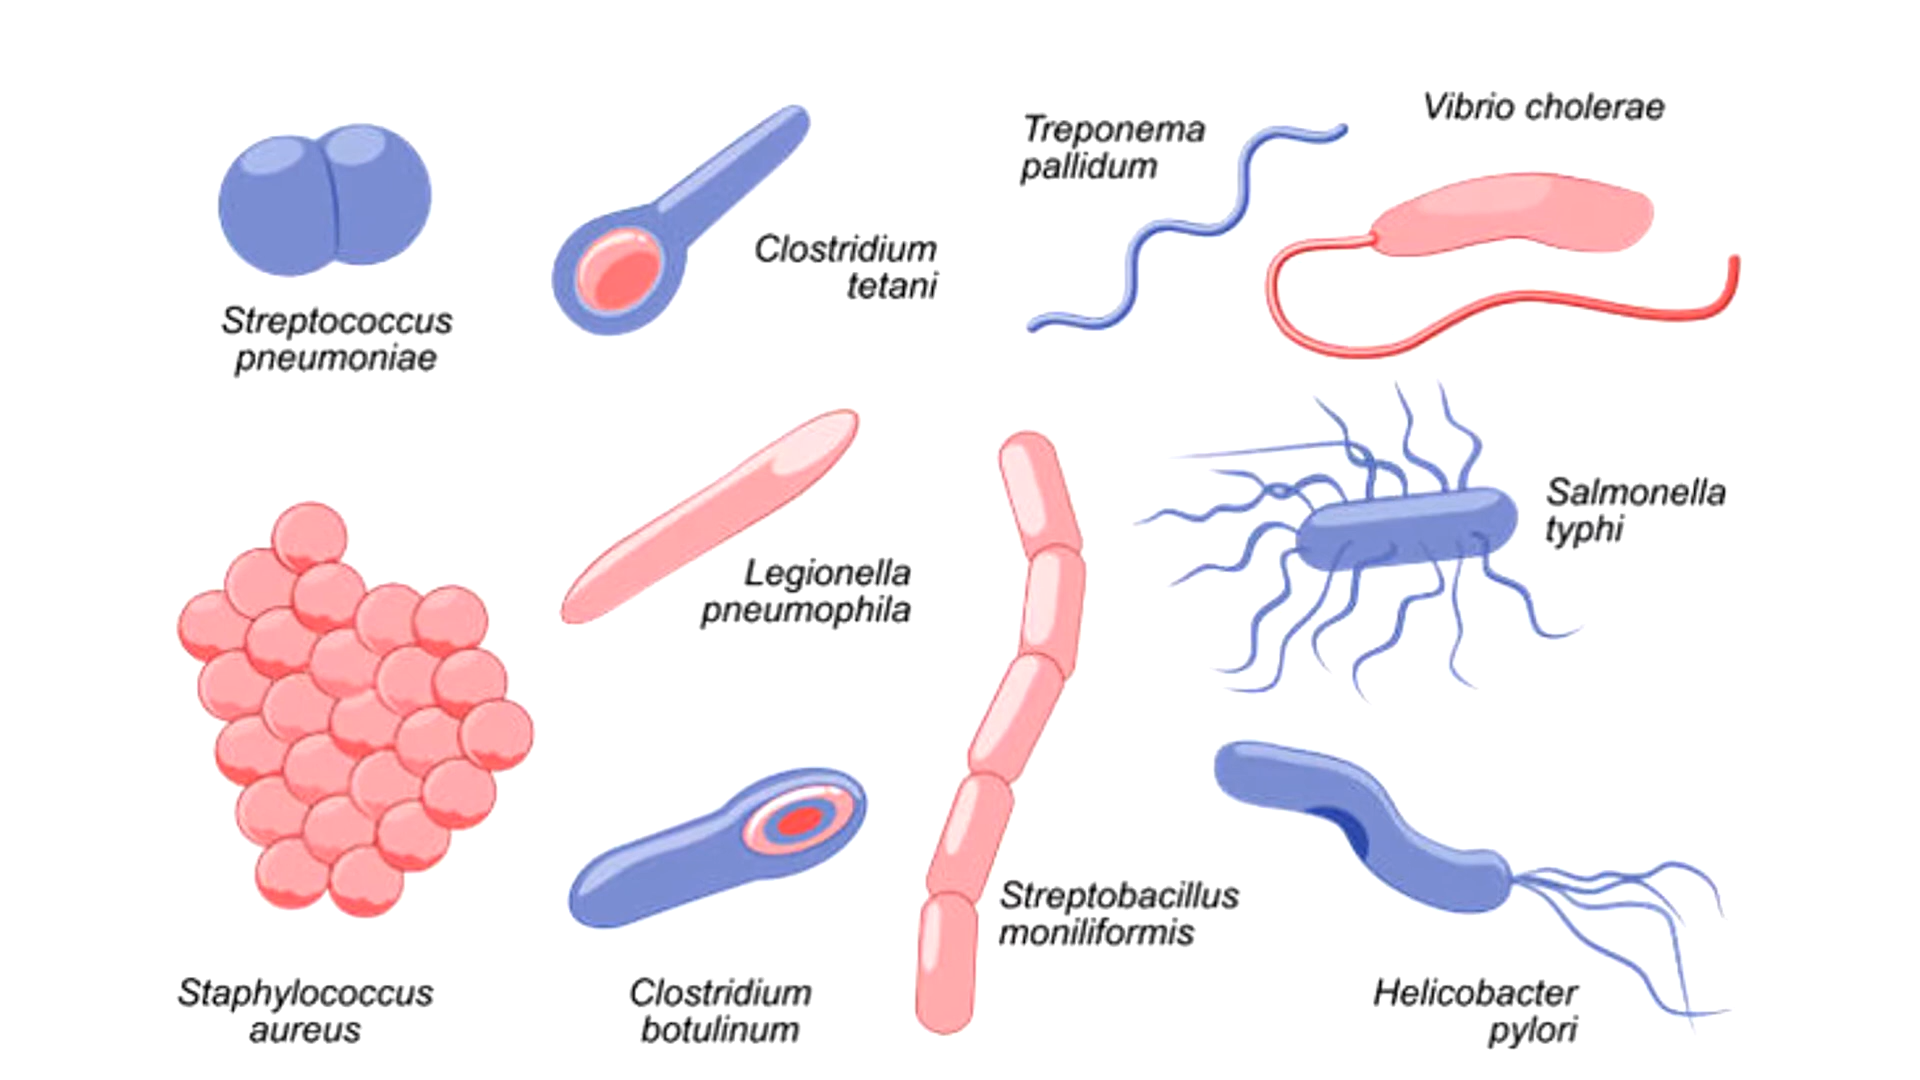 Streptococcus
pneumoniae
Clostridium
tetani
Treponema
pallidum
Vibrio cholerae
Staphylococcus
aureus
Legionella
pneumophila
Clostridium
botulinum
Streptobacillus
moniliformis
Salmonella
typhi
Helicobacter
pylori